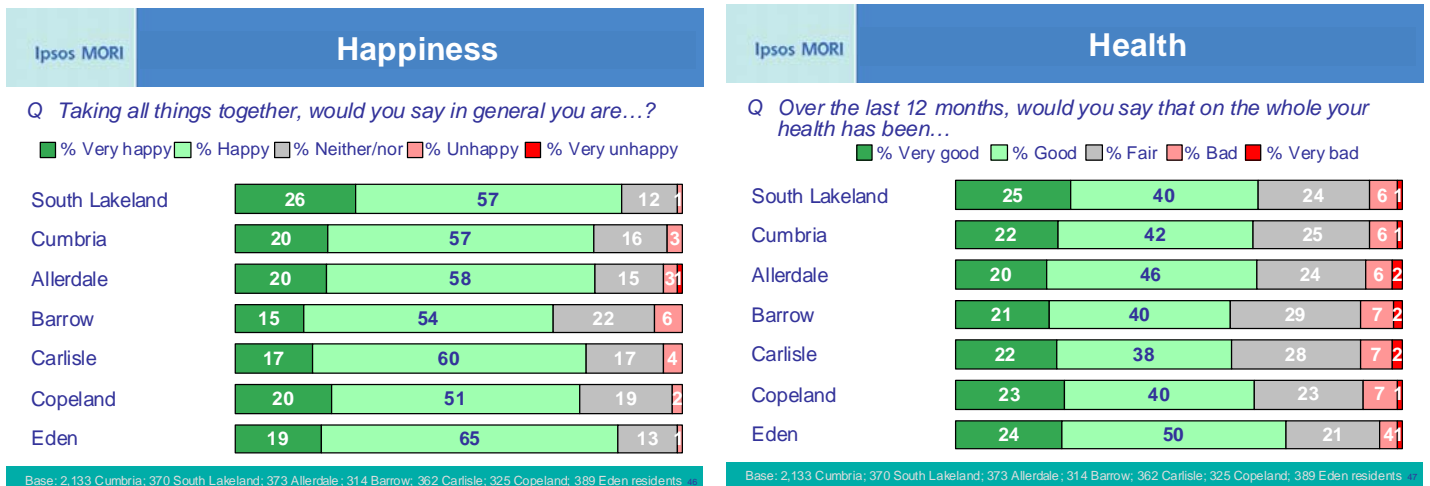 Ipsos MORI
Happiness
Q Taking all things together, would you say in general you are…?
% Very happy % Happy % Neither/nor % Unhappy % Very unhappy
South Lakeland 26 57 12 1
Cumbria 20 57 16 3
Allerdale 20 58 15 3 1
Barrow 15 54 22 6
Carlisle 17 60 17 4
Copeland 20 51 19 2
Eden 19 65 13 1
Base: 2,133 Cumbria; 370 South Lakeland; 373 Allerdale; 314 Barrow; 362 Carlisle; 325 Copeland; 389 Eden residents 46
Ipsos MORI
Health
Q Over the last 12 months, would you say that on the whole your
health has been…
% Very good % Good % Fair % Bad % Very bad
South Lakeland 25 40 24 6 1
Cumbria 22 42 25 6 1
Allerdale 20 46 24 6 2
Barrow 21 40 29 7 2
Carlisle 22 38 28 7 2
Copeland 23 40 23 7 1
Eden 24 50 21 4 1
Base: 2,133 Cumbria; 370 South Lakeland; 373 Allerdale; 314 Barrow; 362 Carlisle; 325 Copeland; 389 Eden residents 47